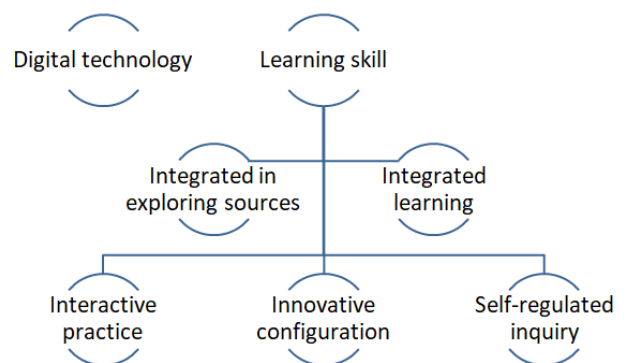 Digital technology
Learning skill
Integrated in
exploring sources
Integrated
learning
Interactive
practice
Innovative
configuration
Self-regulated
inquiry